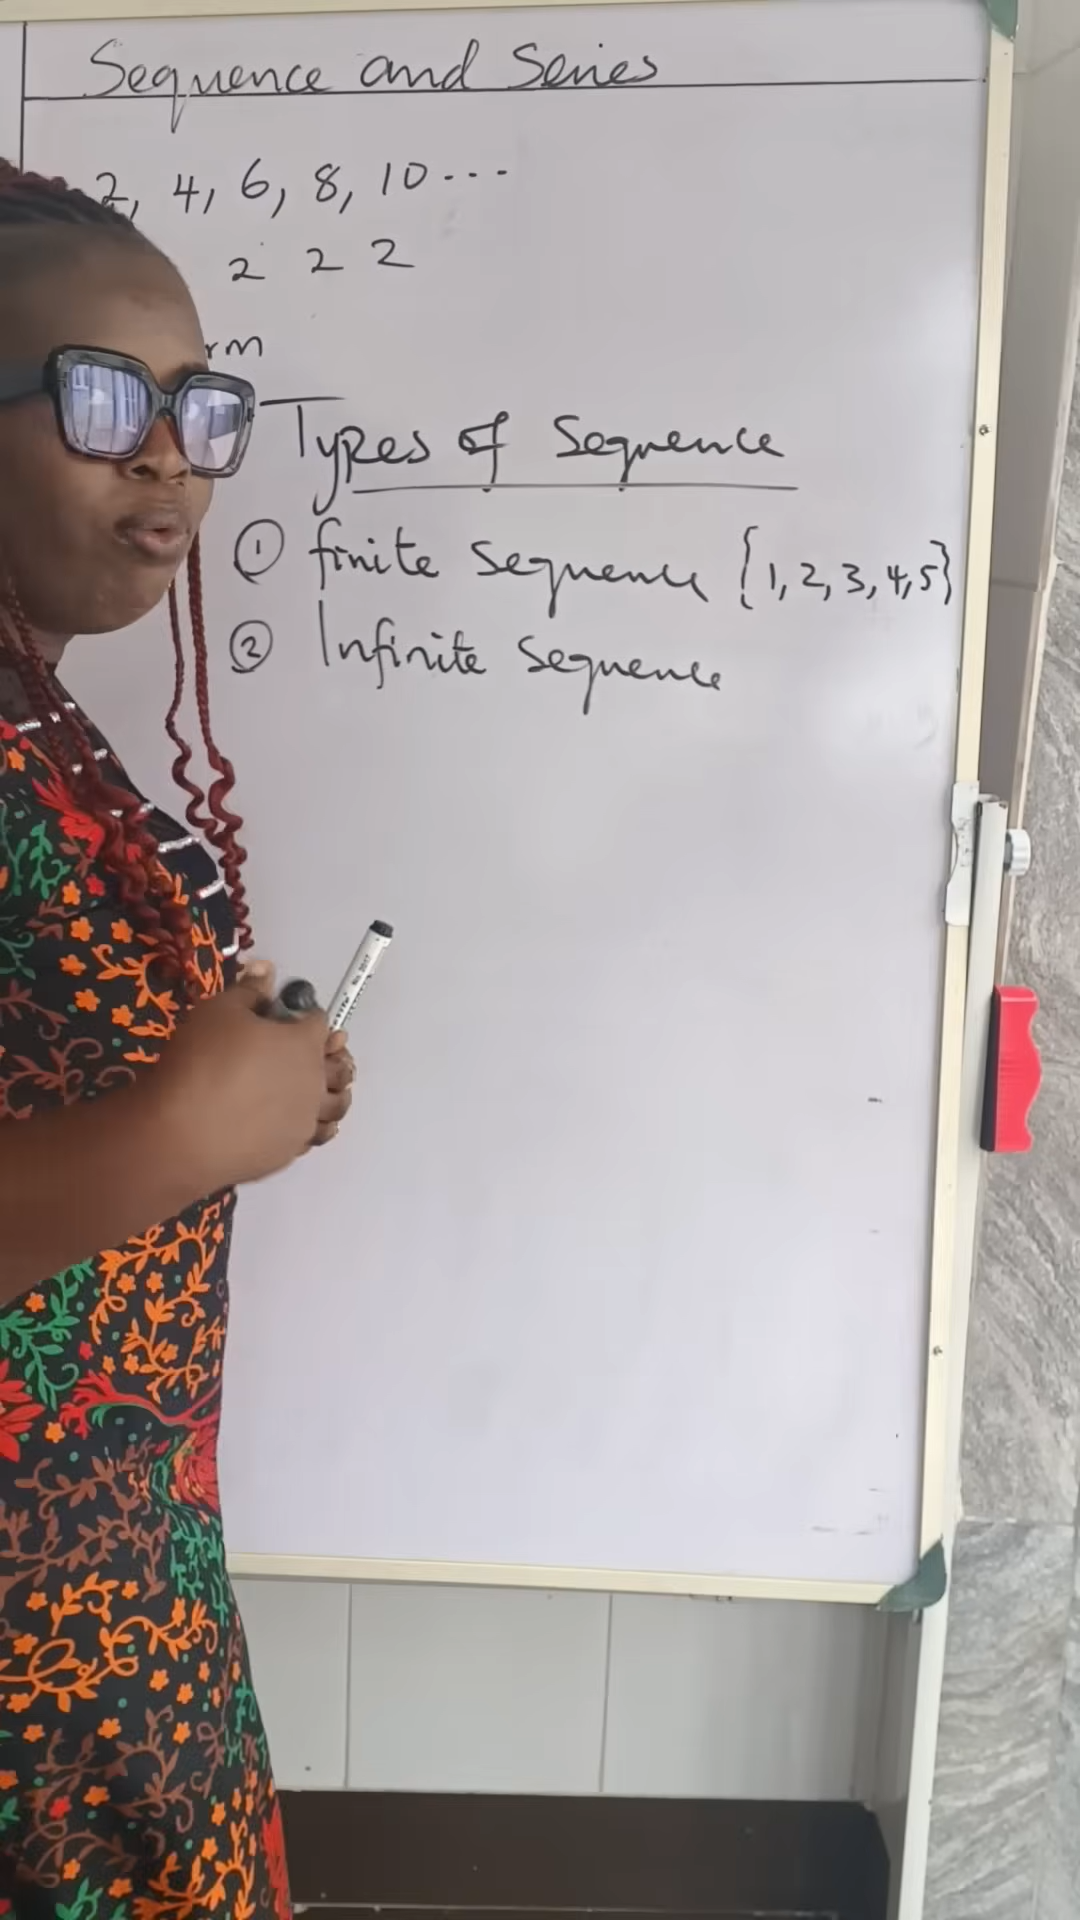 Sequence and Series
2, 4, 6, 8, 10...
2 2 2
Types of Sequence
① finite sequence {1,2,3,4,5}
② Infinite sequence